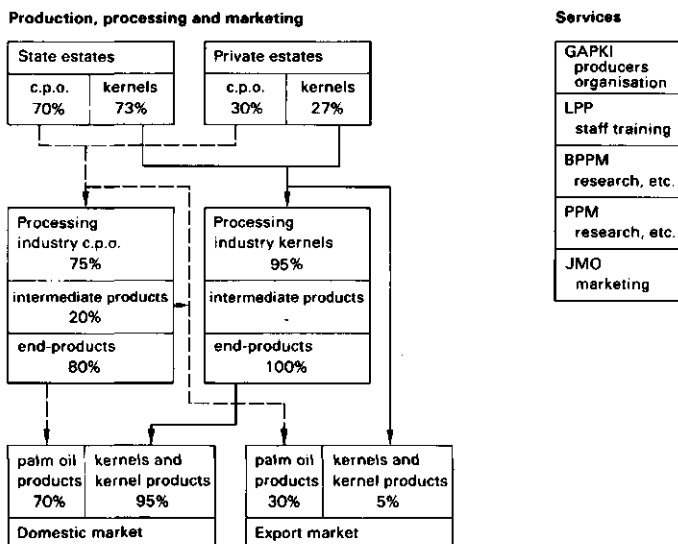 Production, processing and marketing
State estates
c.p.o.
70%
kernels
73%
Private estates
c.p.o.
30%
kernels
27%
Processing
industry c.p.o.
75%
intermediate products
20%
end-products
80%
Processing
industry kernels
95%
intermediate products
-
end-products
100%
palm oil
products
70%
kernels and
kernel products
95%
Domestic market
palm oil
products
30%
kernels and
kernel products
5%
Export market
Services
GAPKI
producers
organisation
LPP
staff training
BPPM
research, etc.
PPM
research, etc.
JMO
marketing